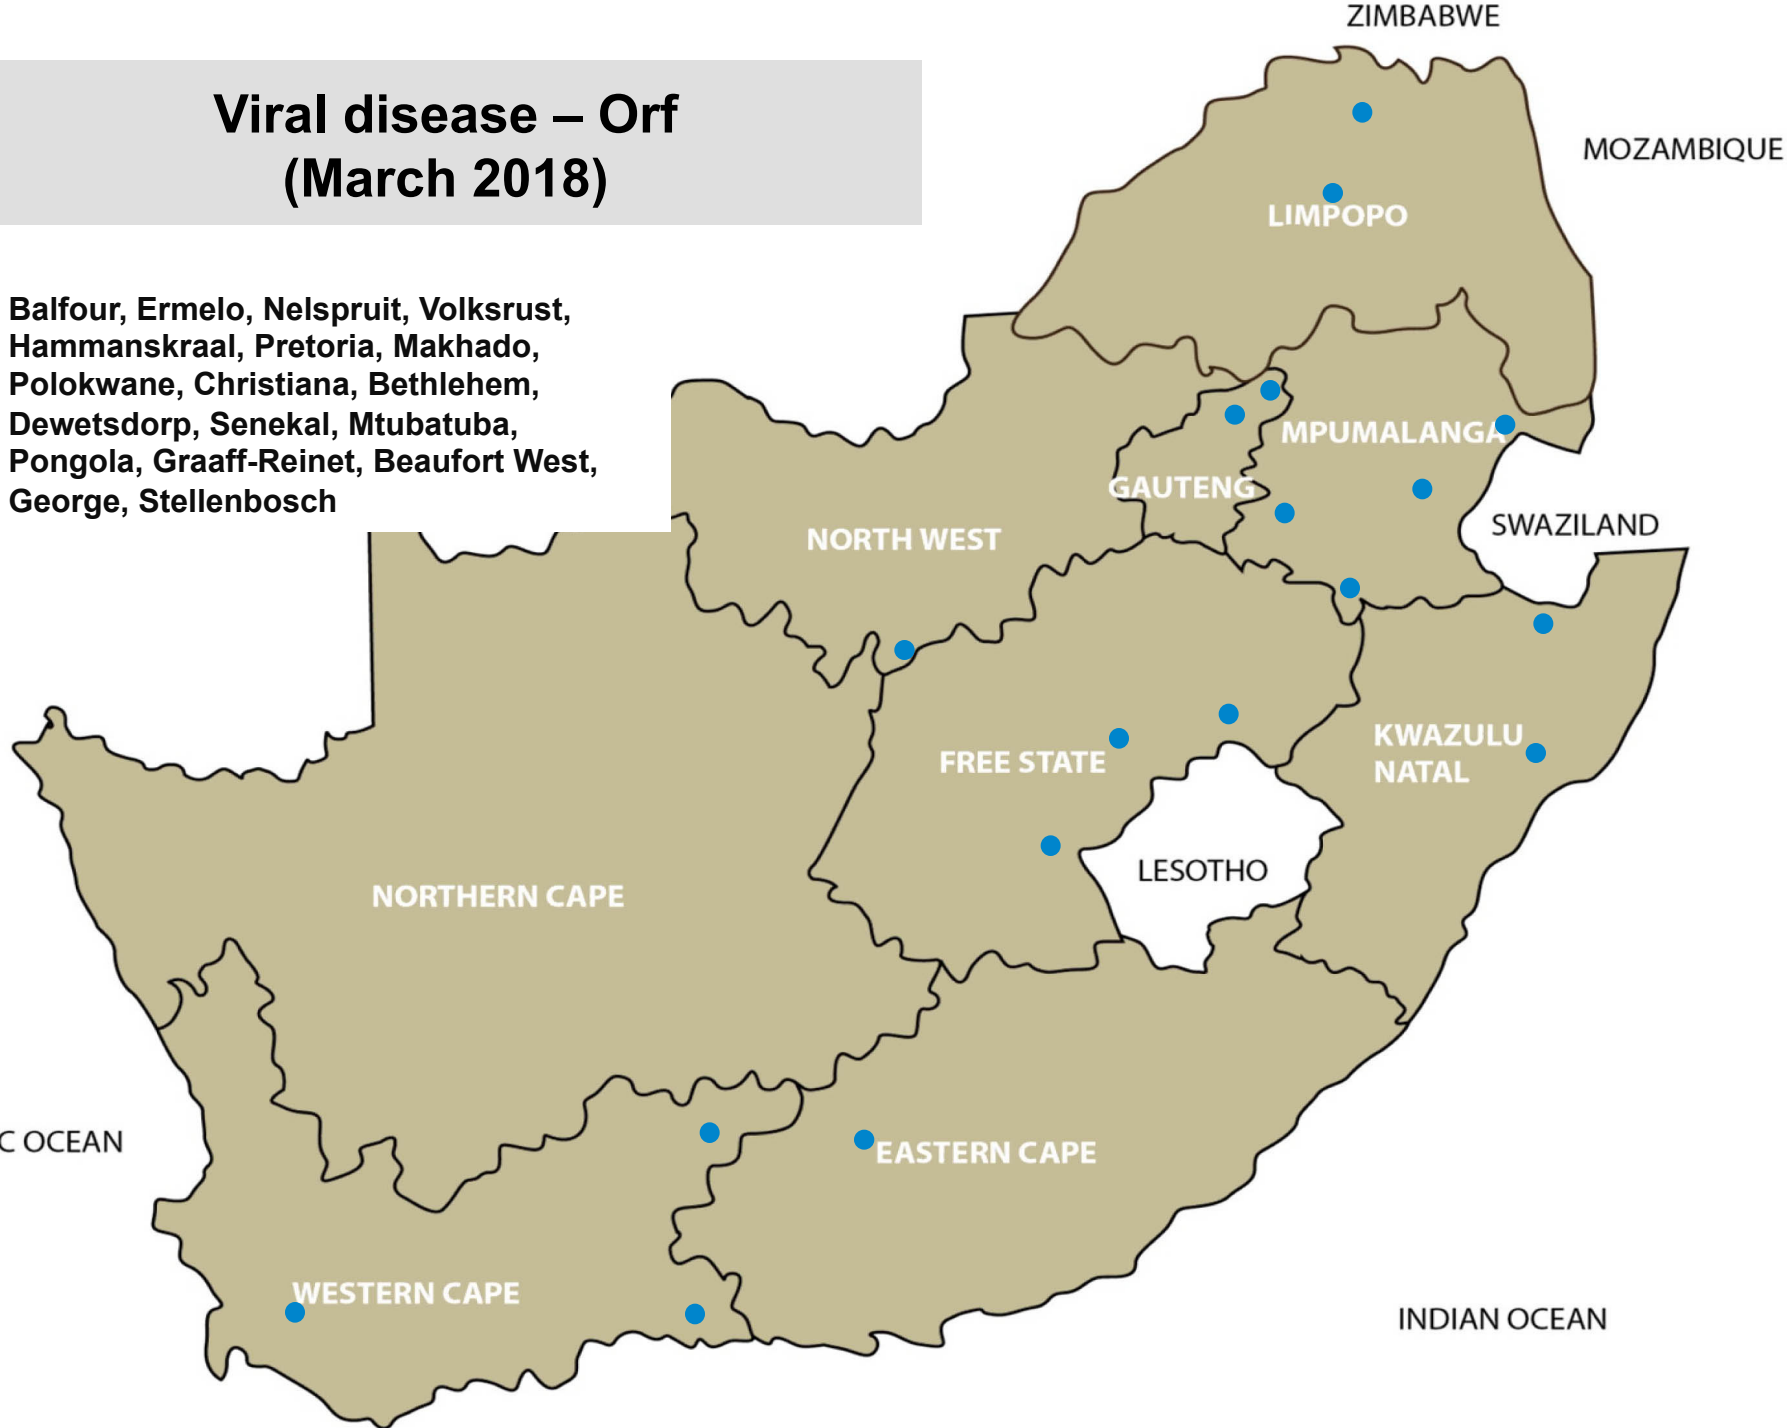 ZIMBABWE
Viral disease – Orf
(March 2018)
MOZAMBIQUE
LIMPOPO
Balfour, Ermelo, Nelspruit, Volksrust,
Hammanskraal, Pretoria, Makhado,
Polokwane, Christiana, Bethlehem,
Dewetsdorp, Senekal, Mtubatuba,
Pongola, Graaff-Reinet, Beaufort West,
George, Stellenbosch
MPUMALANGA
GAUTENG
NORTH WEST
SWAZILAND
KWAZULU
NATAL
FREE STATE
LESOTHO
NORTHERN CAPE
C OCEAN
EASTERN CAPE
WESTERN CAPE
INDIAN OCEAN